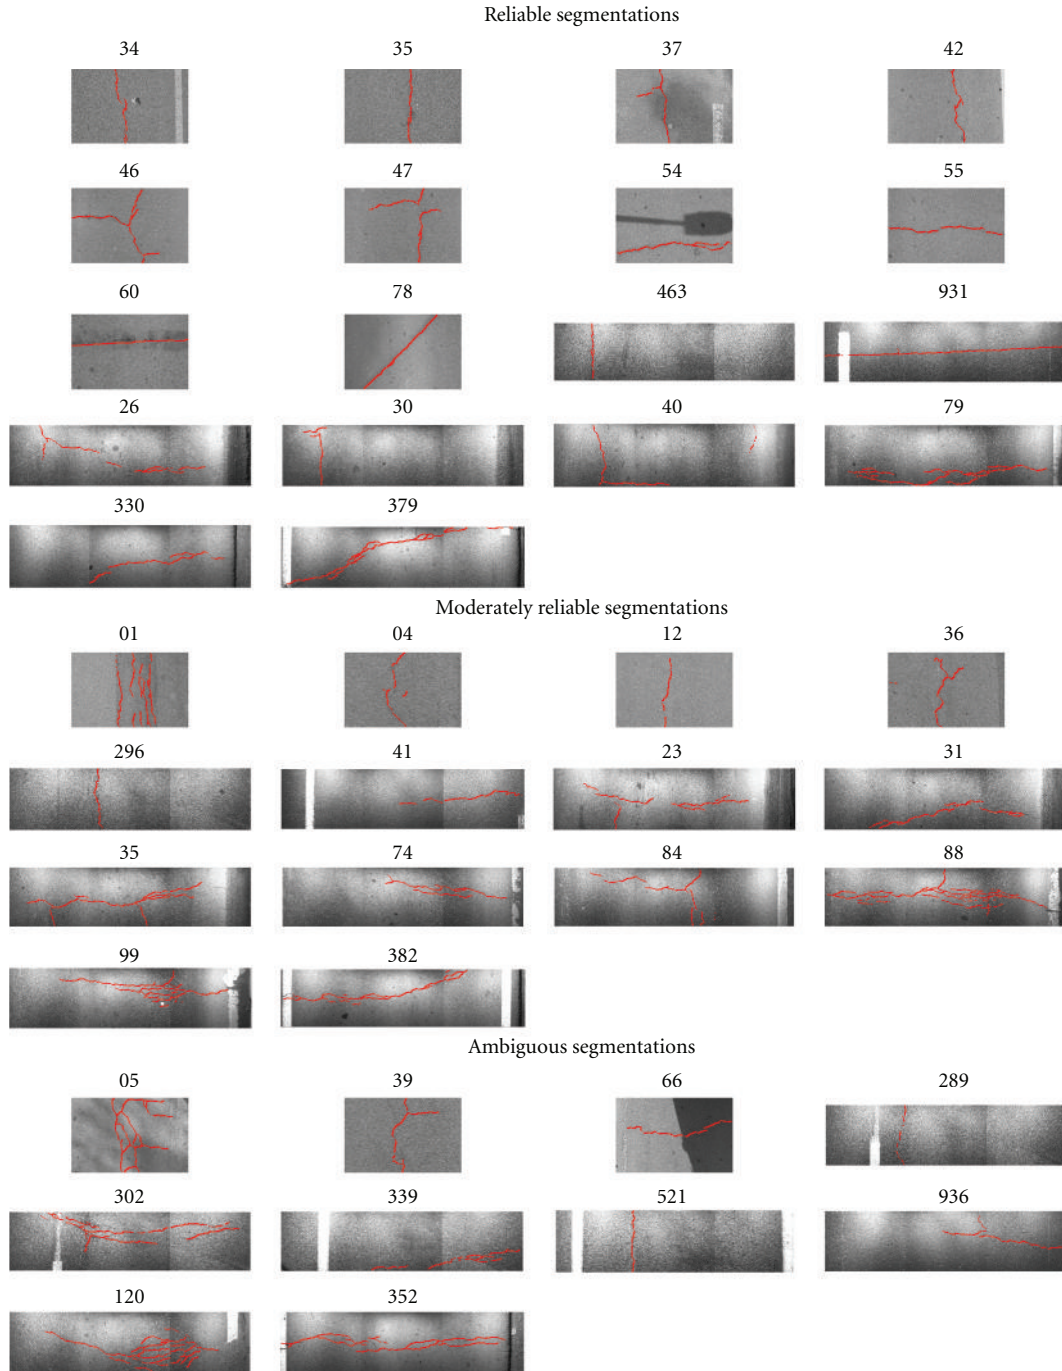 Reliable segmentations
34 35 37 42
46 47 54 55
60 78 463 931
26 30 40 79
330 379
Moderately reliable segmentations
01 04 12 36
296 41 23 31
35 74 84 88
99 382
Ambiguous segmentations
05 39 66 289
302 339 521 936
120 352